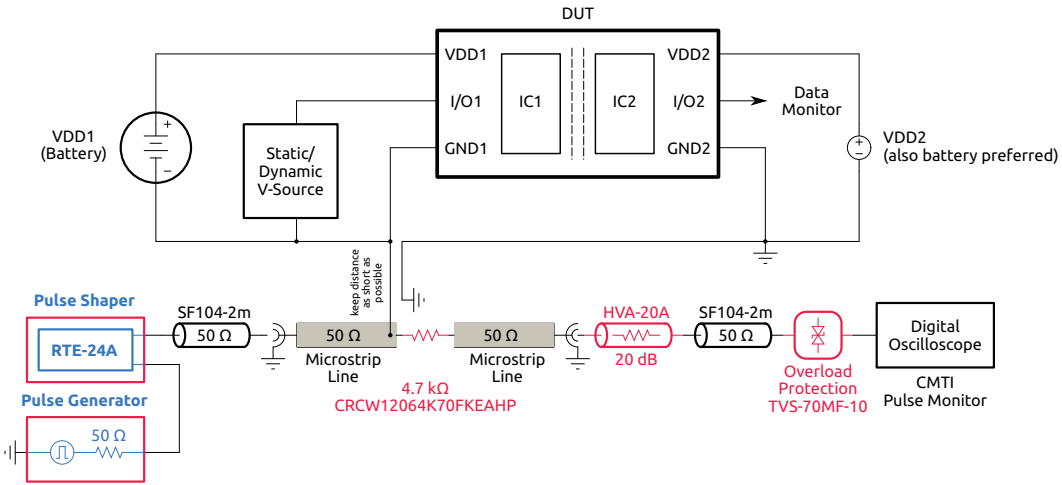 DUT
VDD1
VDD2
I/O1
IC1
IC2
I/O2
Data
Monitor
GND1
GND2
VDD1
(Battery)
+
−
Static/
Dynamic
V-Source
+
−
VDD2
(also battery preferred)
keep distance
as short as
possible
Pulse Shaper
RTE-24A
SF104-2m
50 Ω
50 Ω
Microstrip
Line
4.7 kΩ
CRCW12064K70FKEAHP
50 Ω
Microstrip
Line
HVA-20A
20 dB
SF104-2m
50 Ω
Overload
Protection
TVS-70MF-10
Digital
Oscilloscope
CMTI
Pulse Monitor
Pulse Generator
50 Ω